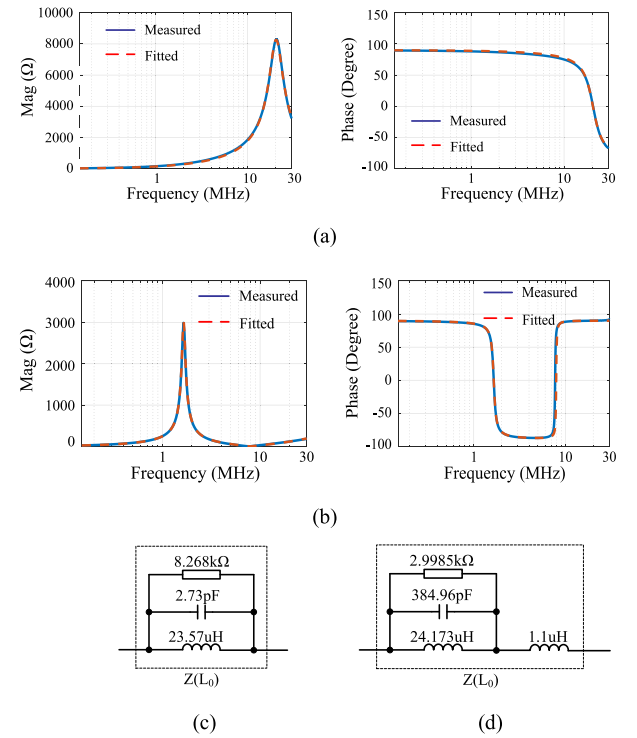 (a)
10000
8000
6000
4000
2000
0
Mag (Ω)
Measured
Fitted
1
10
30
Frequency (MHz)
150
100
50
0
-50
-100
Phase (Degree)
Measured
Fitted
1
10
30
Frequency (MHz)
(a)
4000
3000
2000
1000
0
Mag (Ω)
Measured
Fitted
1
10
30
Frequency (MHz)
150
100
50
0
-50
-100
Phase (Degree)
Measured
Fitted
1
10
30
Frequency (MHz)
(b)
8.268kΩ
2.73pF
23.57uH
Z(L₀)
(c)
2.9985kΩ
384.96pF
24.173uH
1.1uH
Z(L₀)
(d)